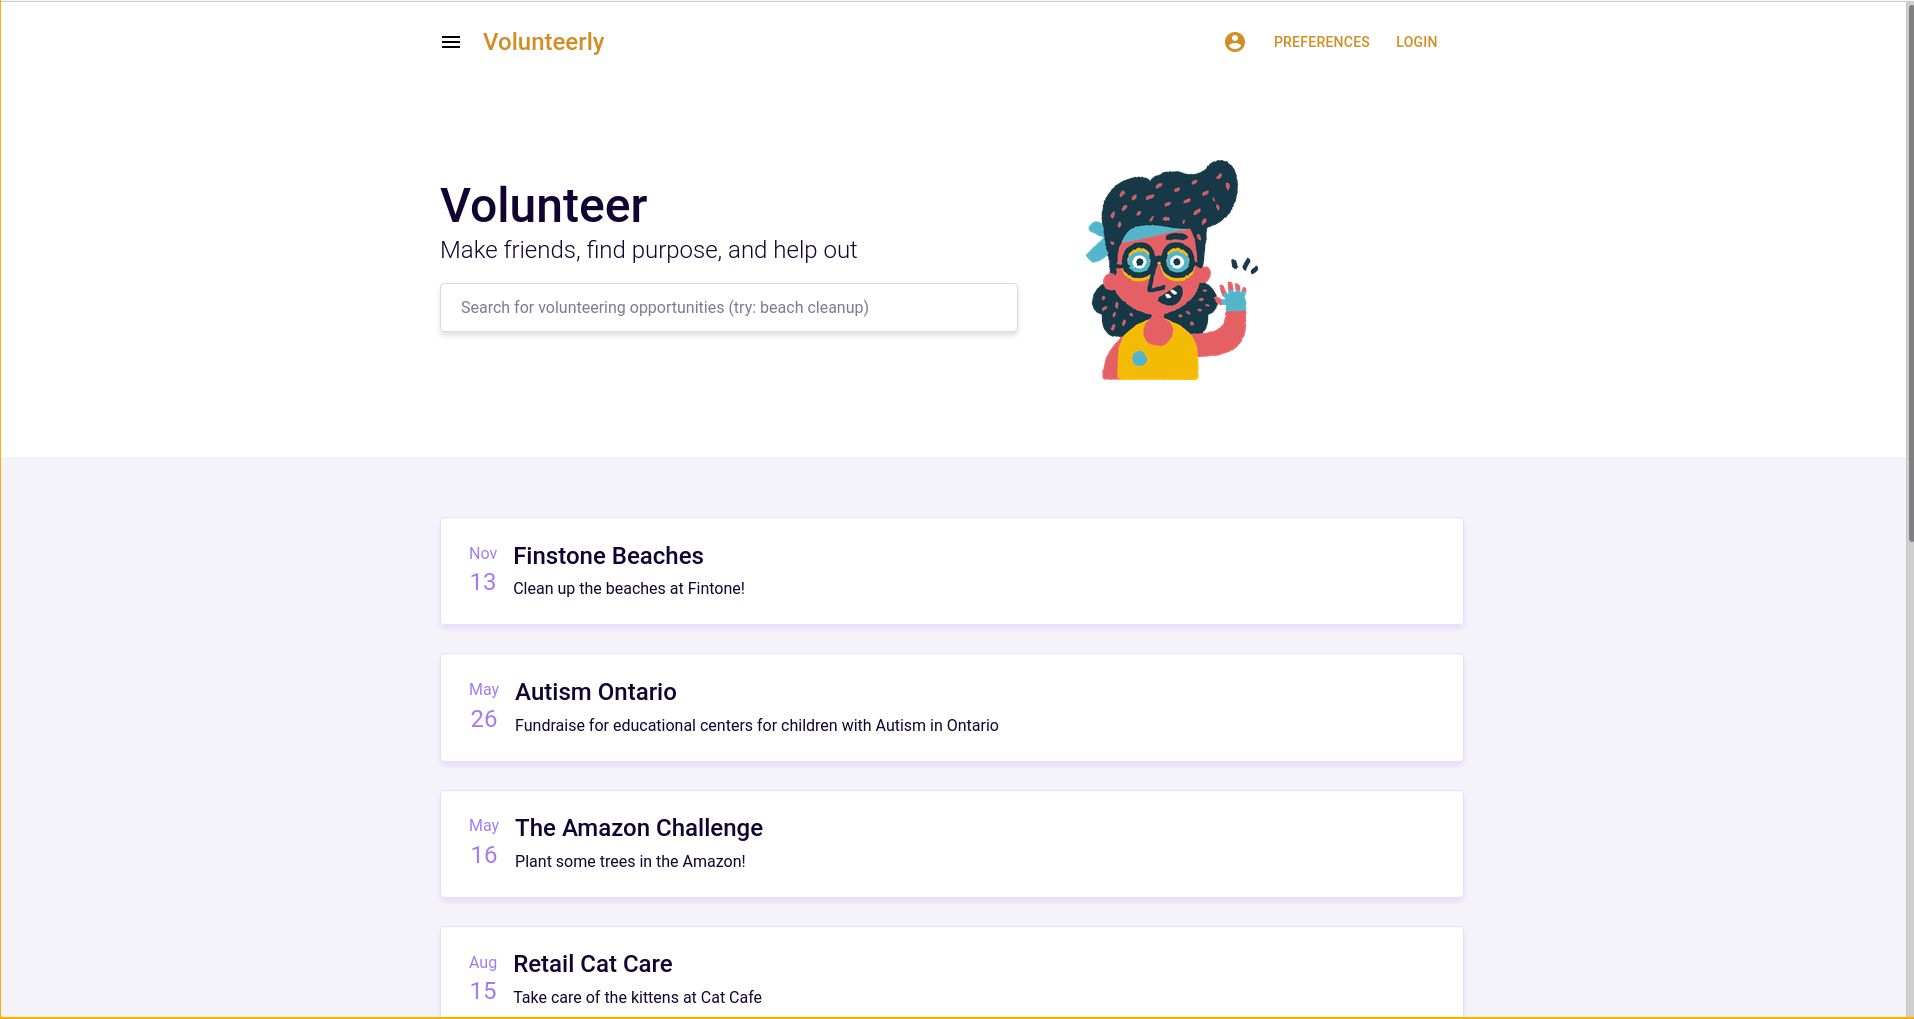 Volunteerly
PREFERENCES
LOGIN
Volunteer
Make friends, find purpose, and help out
Search for volunteering opportunities (try: beach cleanup)
Nov
13
Finstone Beaches
Clean up the beaches at Fintone!
May
26
Autism Ontario
Fundraise for educational centers for children with Autism in Ontario
May
16
The Amazon Challenge
Plant some trees in the Amazon!
Aug
15
Retail Cat Care
Take care of the kittens at Cat Cafe